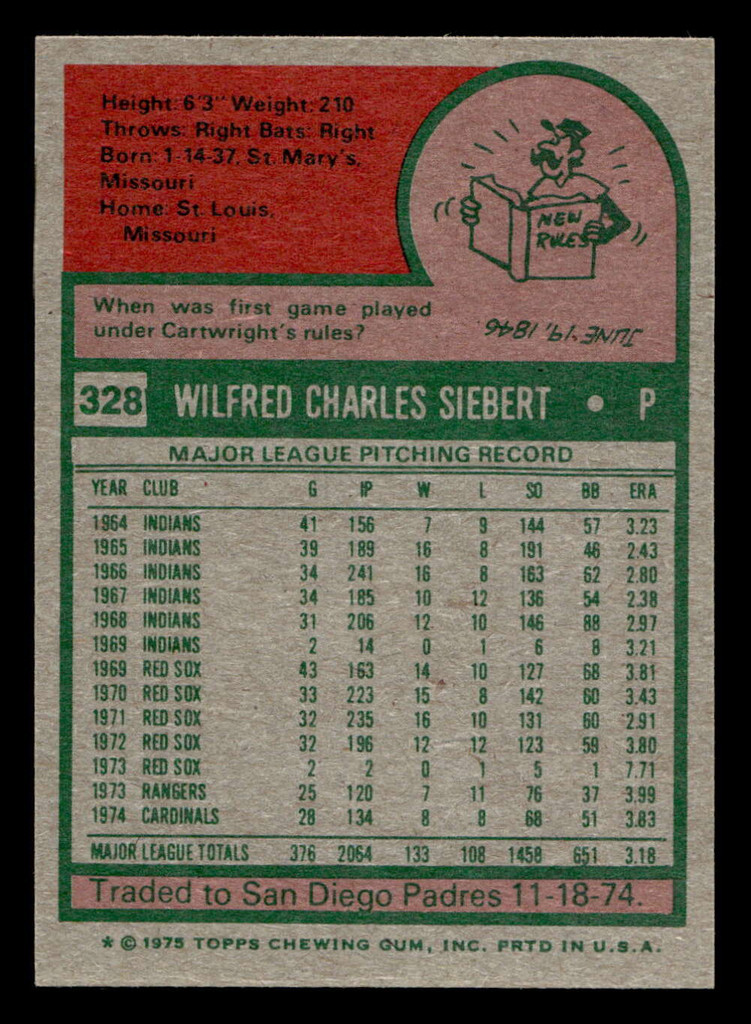 Height: 6'3" Weight: 210
Throws: Right Bats: Right
Born: 1-14-37, St. Mary's,
Missouri
Home: St. Louis,
Missouri
NEW
RULES
When was first game played
under Cartwright's rules?
JUNE 19, 1846
328 WILFRED CHARLES SIEBERT • P
MAJOR LEAGUE PITCHING RECORD
YEAR CLUB G IP W L SO BB ERA
1964 INDIANS 41 156 7 9 144 57 3.23
1965 INDIANS 39 189 16 8 191 46 2.43
1966 INDIANS 34 241 16 8 163 62 2.80
1967 INDIANS 34 185 10 12 136 54 2.38
1968 INDIANS 31 206 12 10 146 88 2.97
1969 INDIANS 2 14 0 1 6 8 3.21
1969 RED SOX 43 163 14 10 127 68 3.81
1970 RED SOX 33 223 15 8 142 60 3.43
1971 RED SOX 32 235 16 10 131 60 2.91
1972 RED SOX 32 196 12 12 123 59 3.80
1973 RED SOX 2 2 0 1 5 1 7.71
1973 RANGERS 25 120 7 11 76 37 3.99
1974 CARDINALS 28 134 8 8 68 51 3.83
MAJOR LEAGUE TOTALS 376 2064 133 108 1458 651 3.18
Traded to San Diego Padres 11-18-74.
* © 1975 TOPPS CHEWING GUM, INC. PRTD IN U.S.A.